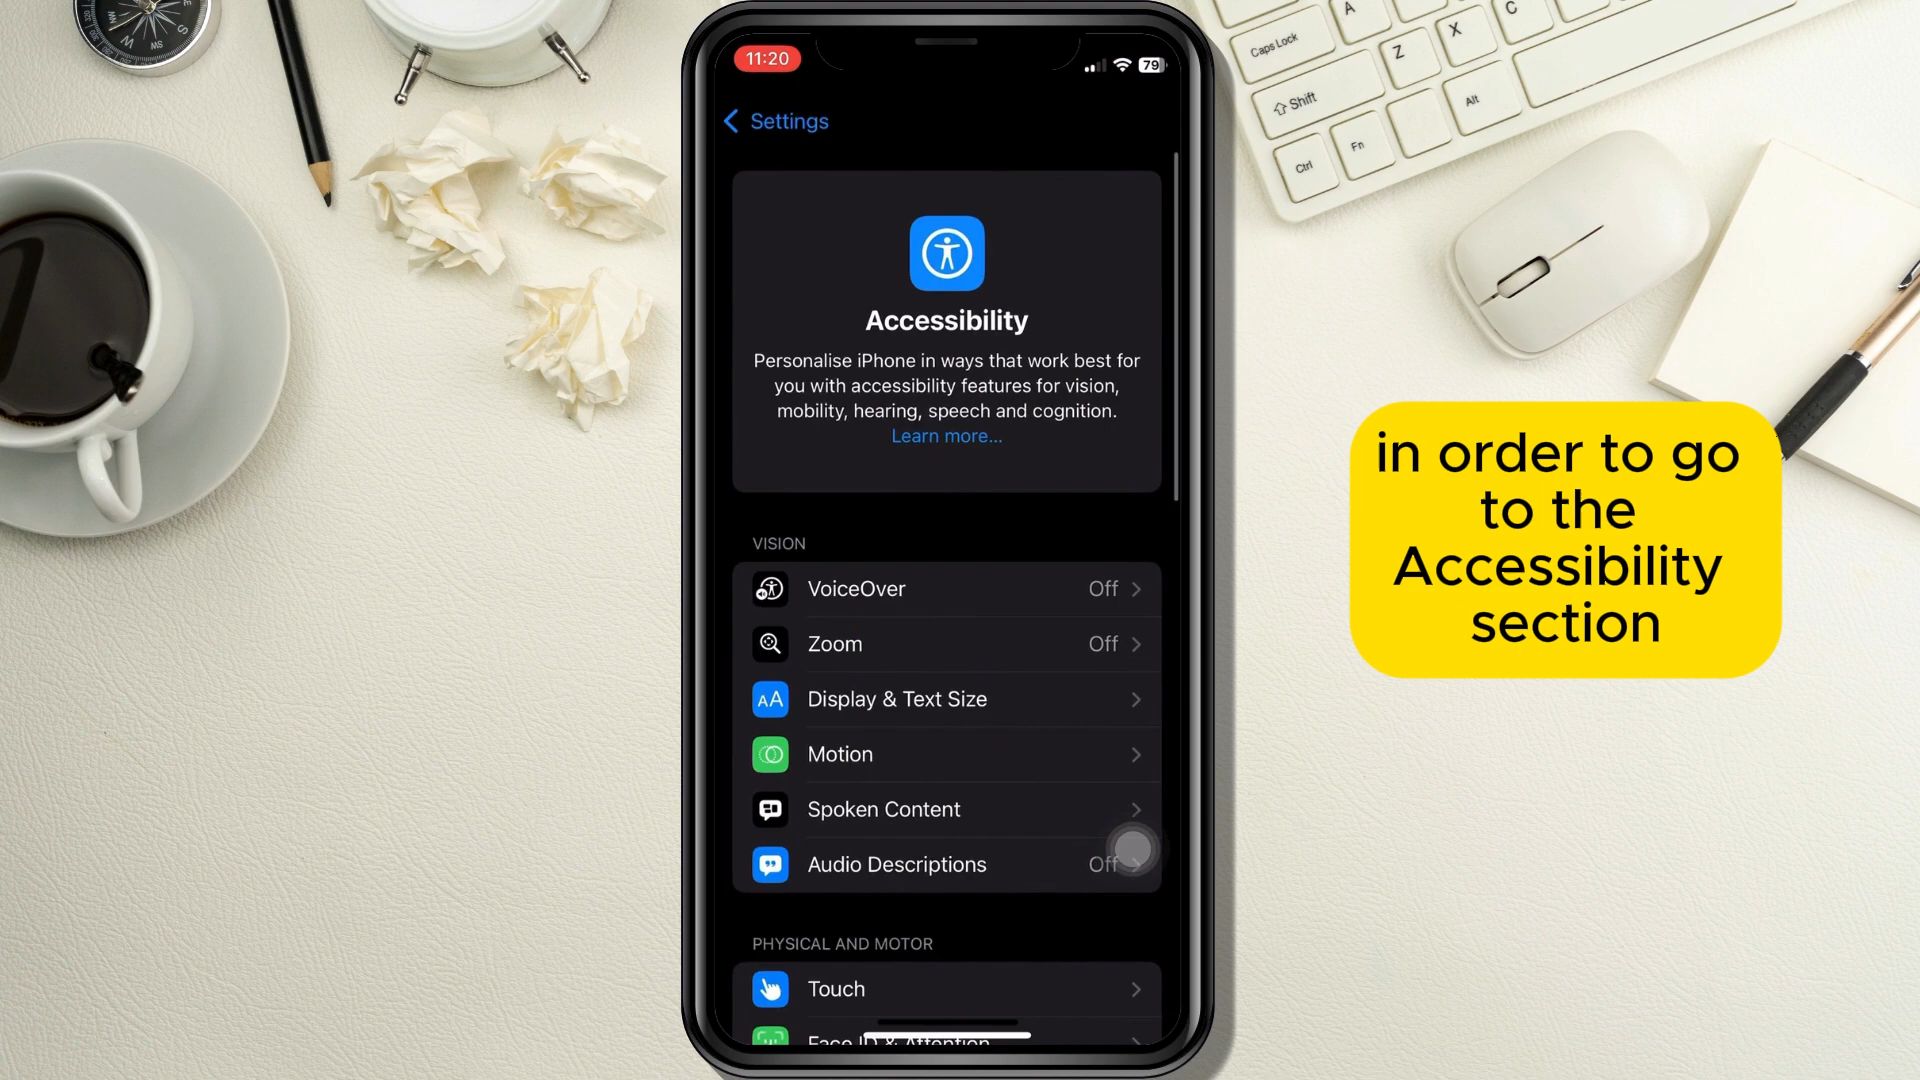 11:20
79
Settings
Accessibility
Personalise iPhone in ways that work best for
you with accessibility features for vision,
mobility, hearing, speech and cognition.
Learn more...
VISION
VoiceOver Off
Zoom Off
AA Display & Text Size
Motion
Spoken Content
Audio Descriptions Off
PHYSICAL AND MOTOR
Touch
Face ID & Attention
in order to go
to the
Accessibility
section
Caps Lock
A
Z
X
C
Shift
Alt
Fn
Ctrl
W
SW
S